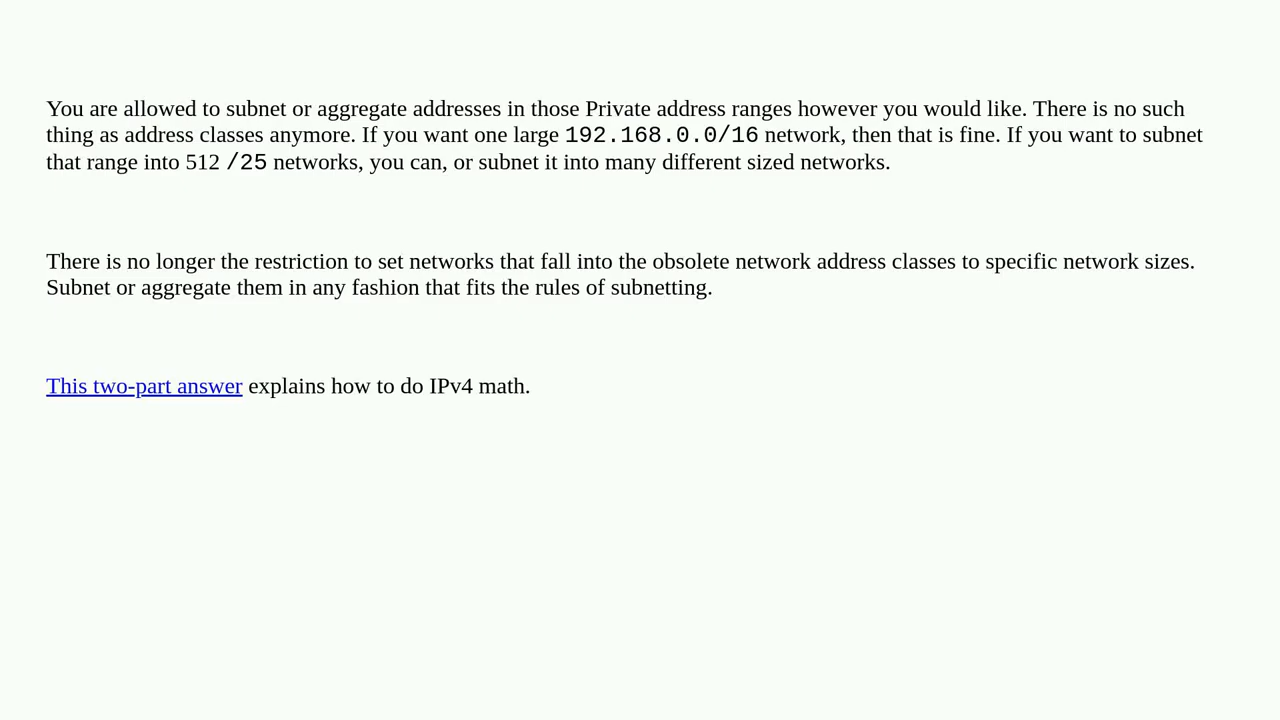 You are allowed to subnet or aggregate addresses in those Private address ranges however you would like. There is no such
thing as address classes anymore. If you want one large 192.168.0.0/16 network, then that is fine. If you want to subnet
that range into 512 /25 networks, you can, or subnet it into many different sized networks.
There is no longer the restriction to set networks that fall into the obsolete network address classes to specific network sizes.
Subnet or aggregate them in any fashion that fits the rules of subnetting.
This two-part answer explains how to do IPv4 math.